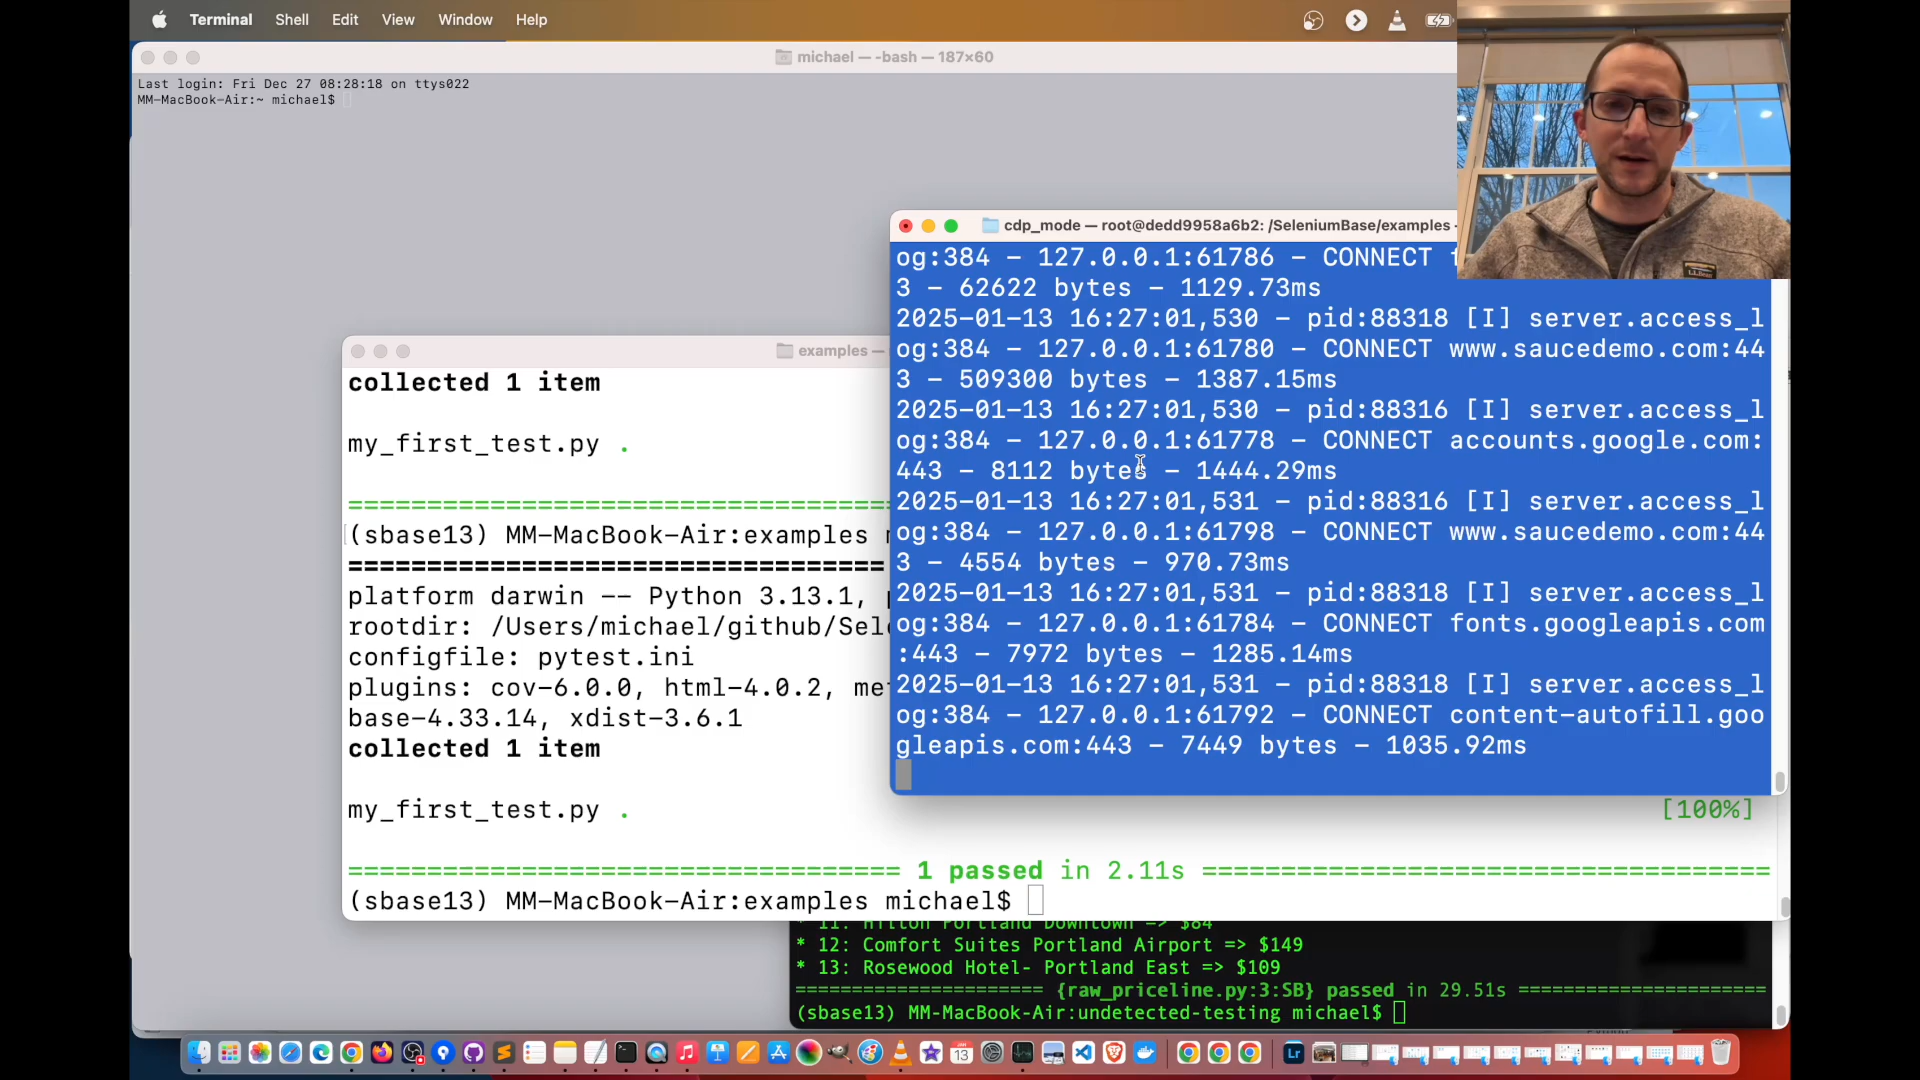 Terminal Shell Edit View Window Help
michael — -bash — 187×60
Last login: Fri Dec 27 08:28:18 on ttys022
MM-MacBook-Air:~ michael$
cdp_mode — root@dedd9958a6b2: /SeleniumBase/examples -
og:384 - 127.0.0.1:61786 - CONNECT
3 - 62622 bytes - 1129.73ms
2025-01-13 16:27:01,530 - pid:88318 [I] server.access_l
og:384 - 127.0.0.1:61780 - CONNECT www.saucedemo.com:44
3 - 509300 bytes - 1387.15ms
2025-01-13 16:27:01,530 - pid:88316 [I] server.access_l
og:384 - 127.0.0.1:61778 - CONNECT accounts.google.com:
443 - 8112 bytes - 1444.29ms
2025-01-13 16:27:01,531 - pid:88316 [I] server.access_l
og:384 - 127.0.0.1:61798 - CONNECT www.saucedemo.com:44
3 - 4554 bytes - 970.73ms
2025-01-13 16:27:01,531 - pid:88318 [I] server.access_l
og:384 - 127.0.0.1:61784 - CONNECT fonts.googleapis.com
:443 - 7972 bytes - 1285.14ms
2025-01-13 16:27:01,531 - pid:88318 [I] server.access_l
og:384 - 127.0.0.1:61792 - CONNECT content-autofill.goo
gleapis.com:443 - 7449 bytes - 1035.92ms
examples —
collected 1 item
my_first_test.py .
================================
(sbase13) MM-MacBook-Air:examples
==================================
platform darwin -- Python 3.13.1,
rootdir: /Users/michael/github/Sel
configfile: pytest.ini
plugins: cov-6.0.0, html-4.0.2,
base-4.33.14, xdist-3.6.1
collected 1 item
my_first_test.py . [100%]
=================================== 1 passed in 2.11s ====================================
(sbase13) MM-MacBook-Air:examples michael$
* 11: Hilton Portland Downtown => $84
* 12: Comfort Suites Portland Airport => $149
* 13: Rosewood Hotel- Portland East => $109
====================== {raw_priceline.py:3:SB} passed in 29.51s ======================
(sbase13) MM-MacBook-Air:undetected-testing michael$